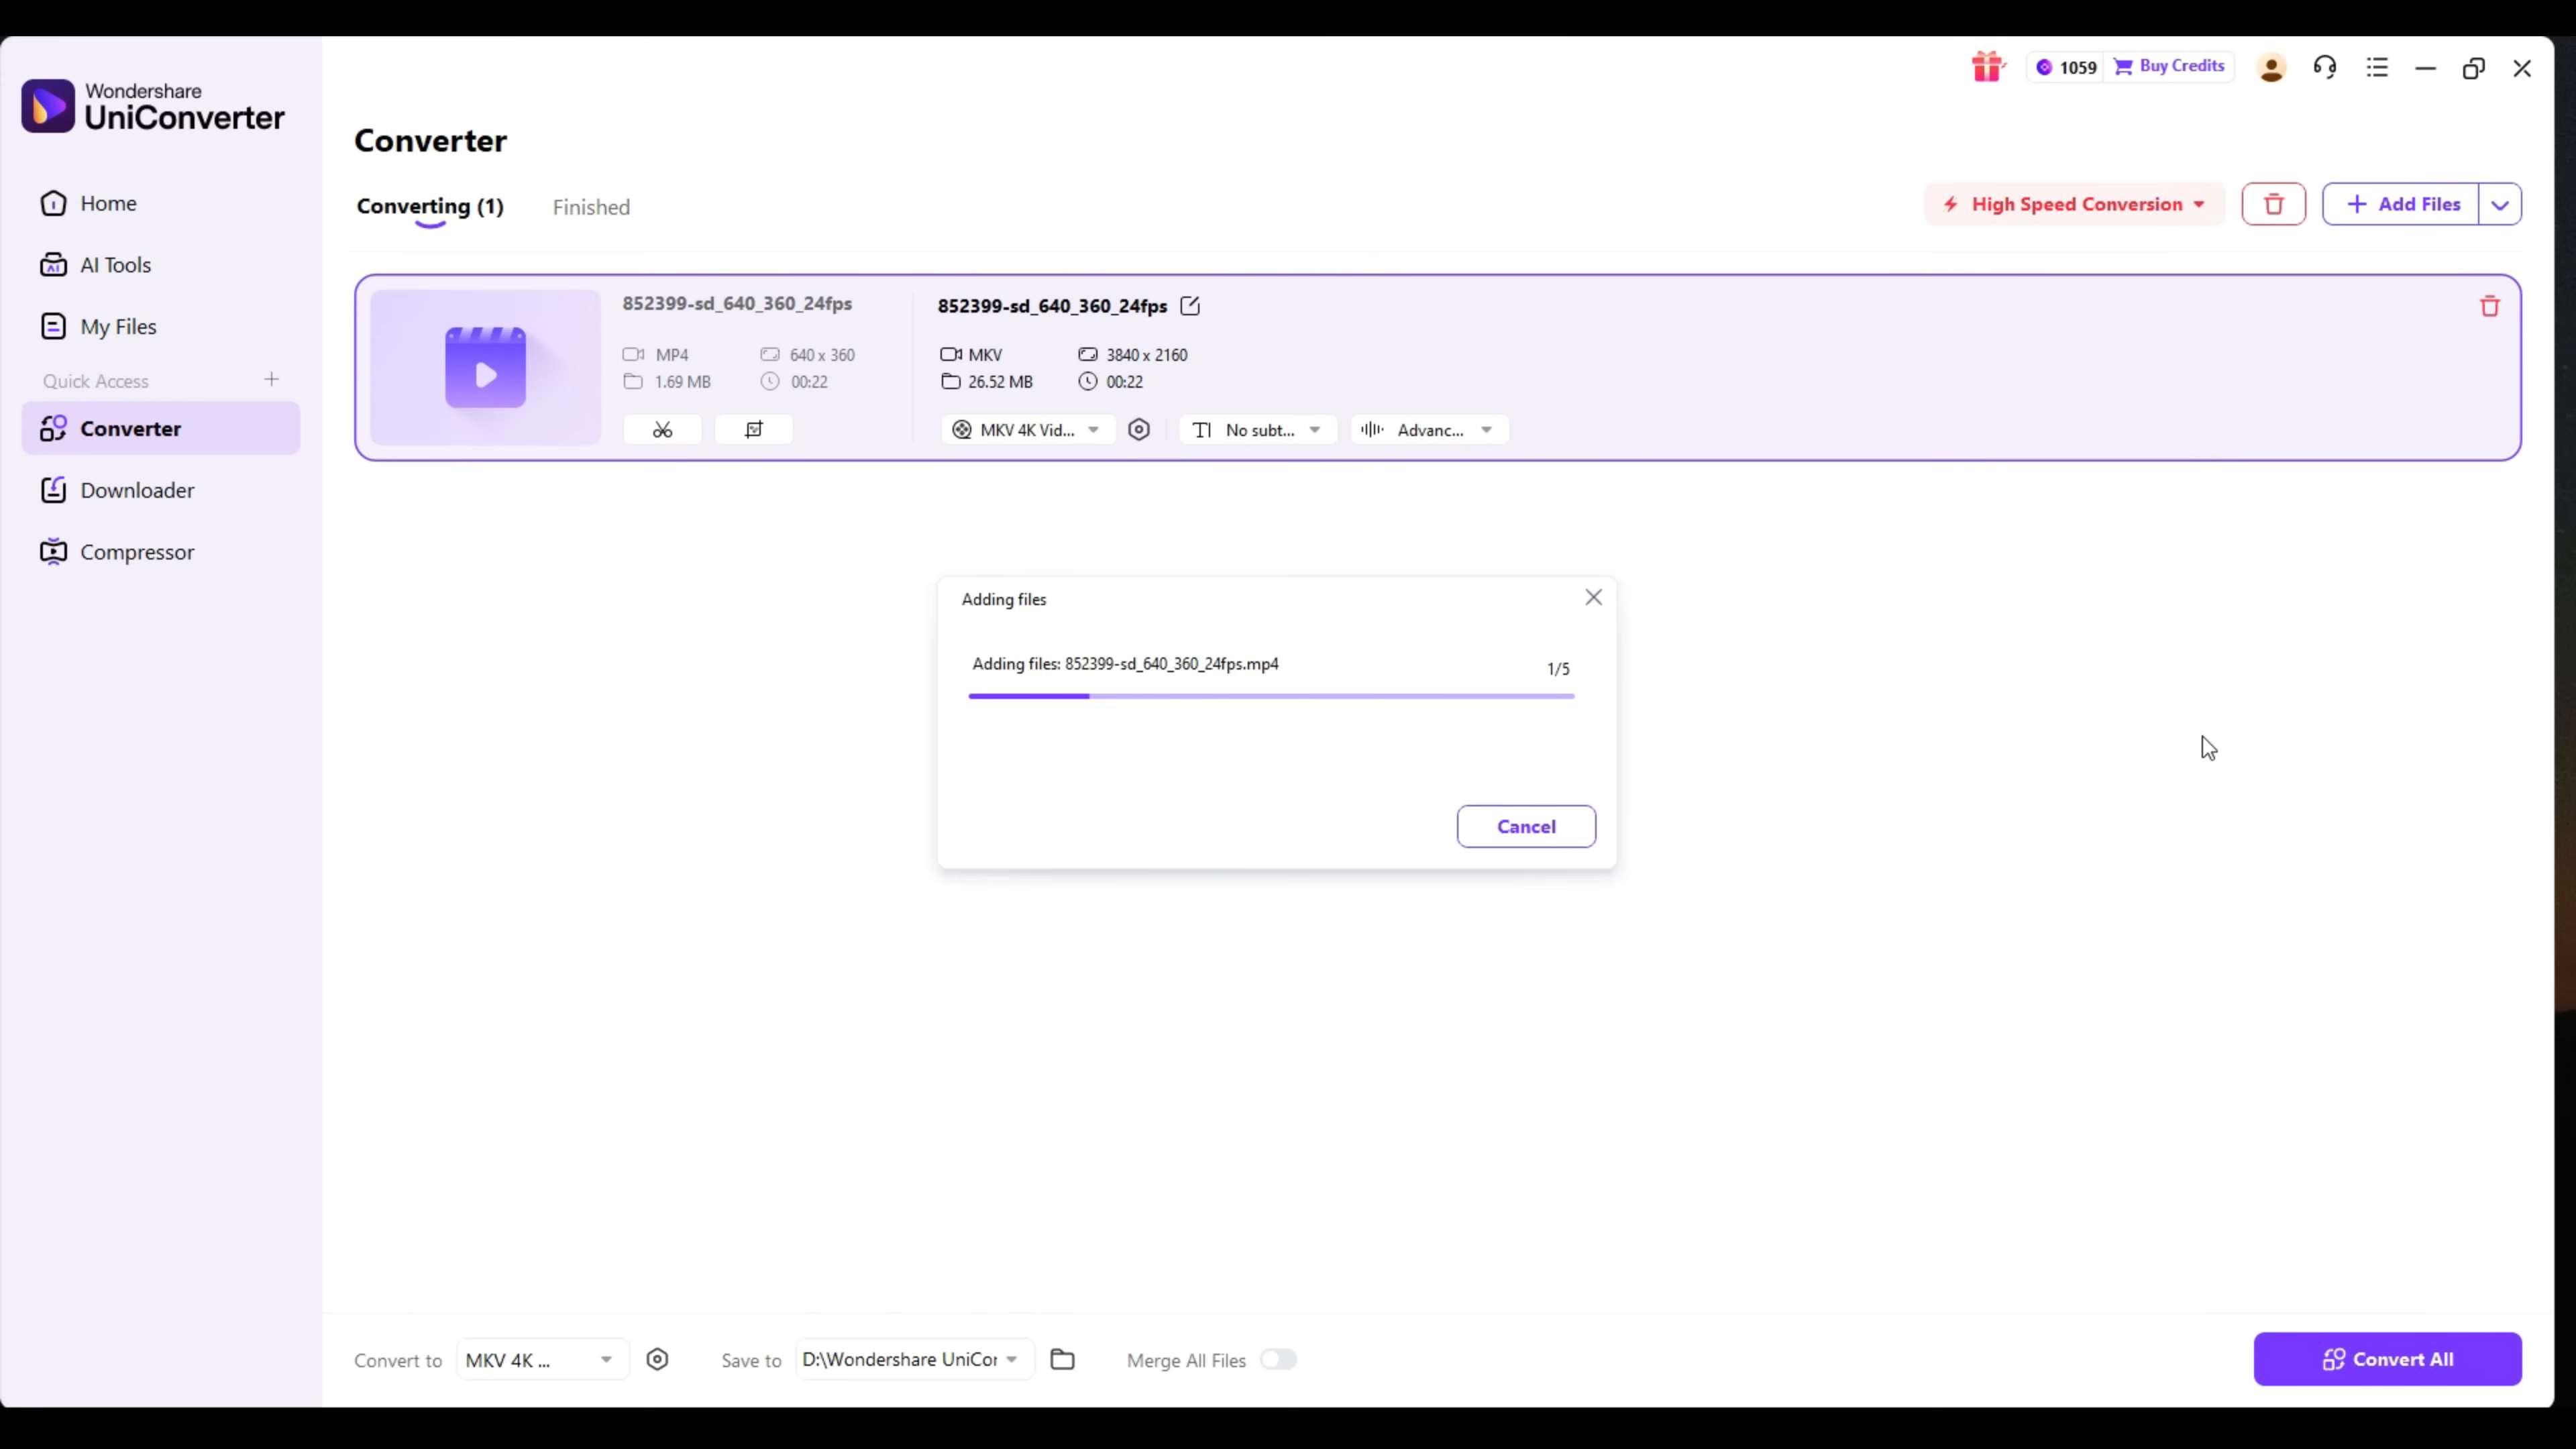 Wondershare
UniConverter
1059
Buy Credits
Converter
Converting (1)
Finished
High Speed Conversion
Add Files
Home
AI Tools
My Files
Quick Access
Converter
Downloader
Compressor
852399-sd_640_360_24fps
MP4
640 x 360
1.69 MB
00:22
852399-sd_640_360_24fps
MKV
3840 x 2160
26.52 MB
00:22
MKV 4K Vid...
No subt...
Advanc...
Adding files
Adding files: 852399-sd_640_360_24fps.mp4
1/5
Cancel
Convert to
MKV 4K ...
Save to
D:\Wondershare UniCor
Merge All Files
Convert All